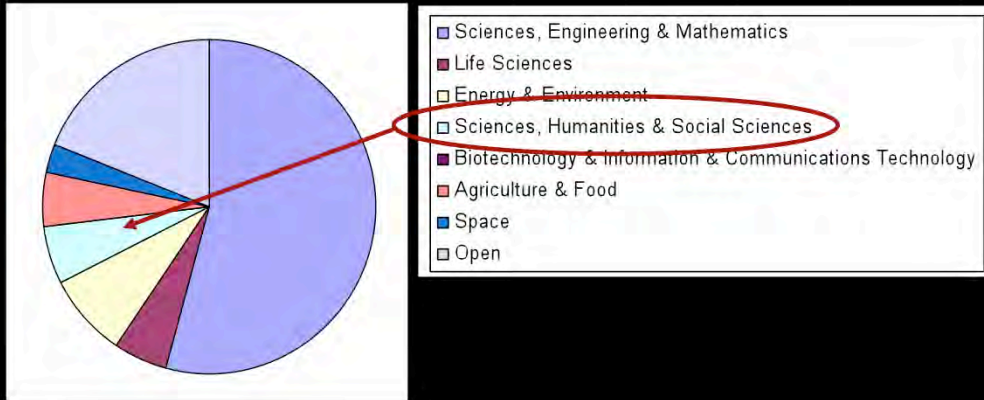 Sciences, Engineering & Mathematics
Life Sciences
Energy & Environment
Sciences, Humanities & Social Sciences
Biotechnology & Information & Communications Technology
Agriculture & Food
Space
Open